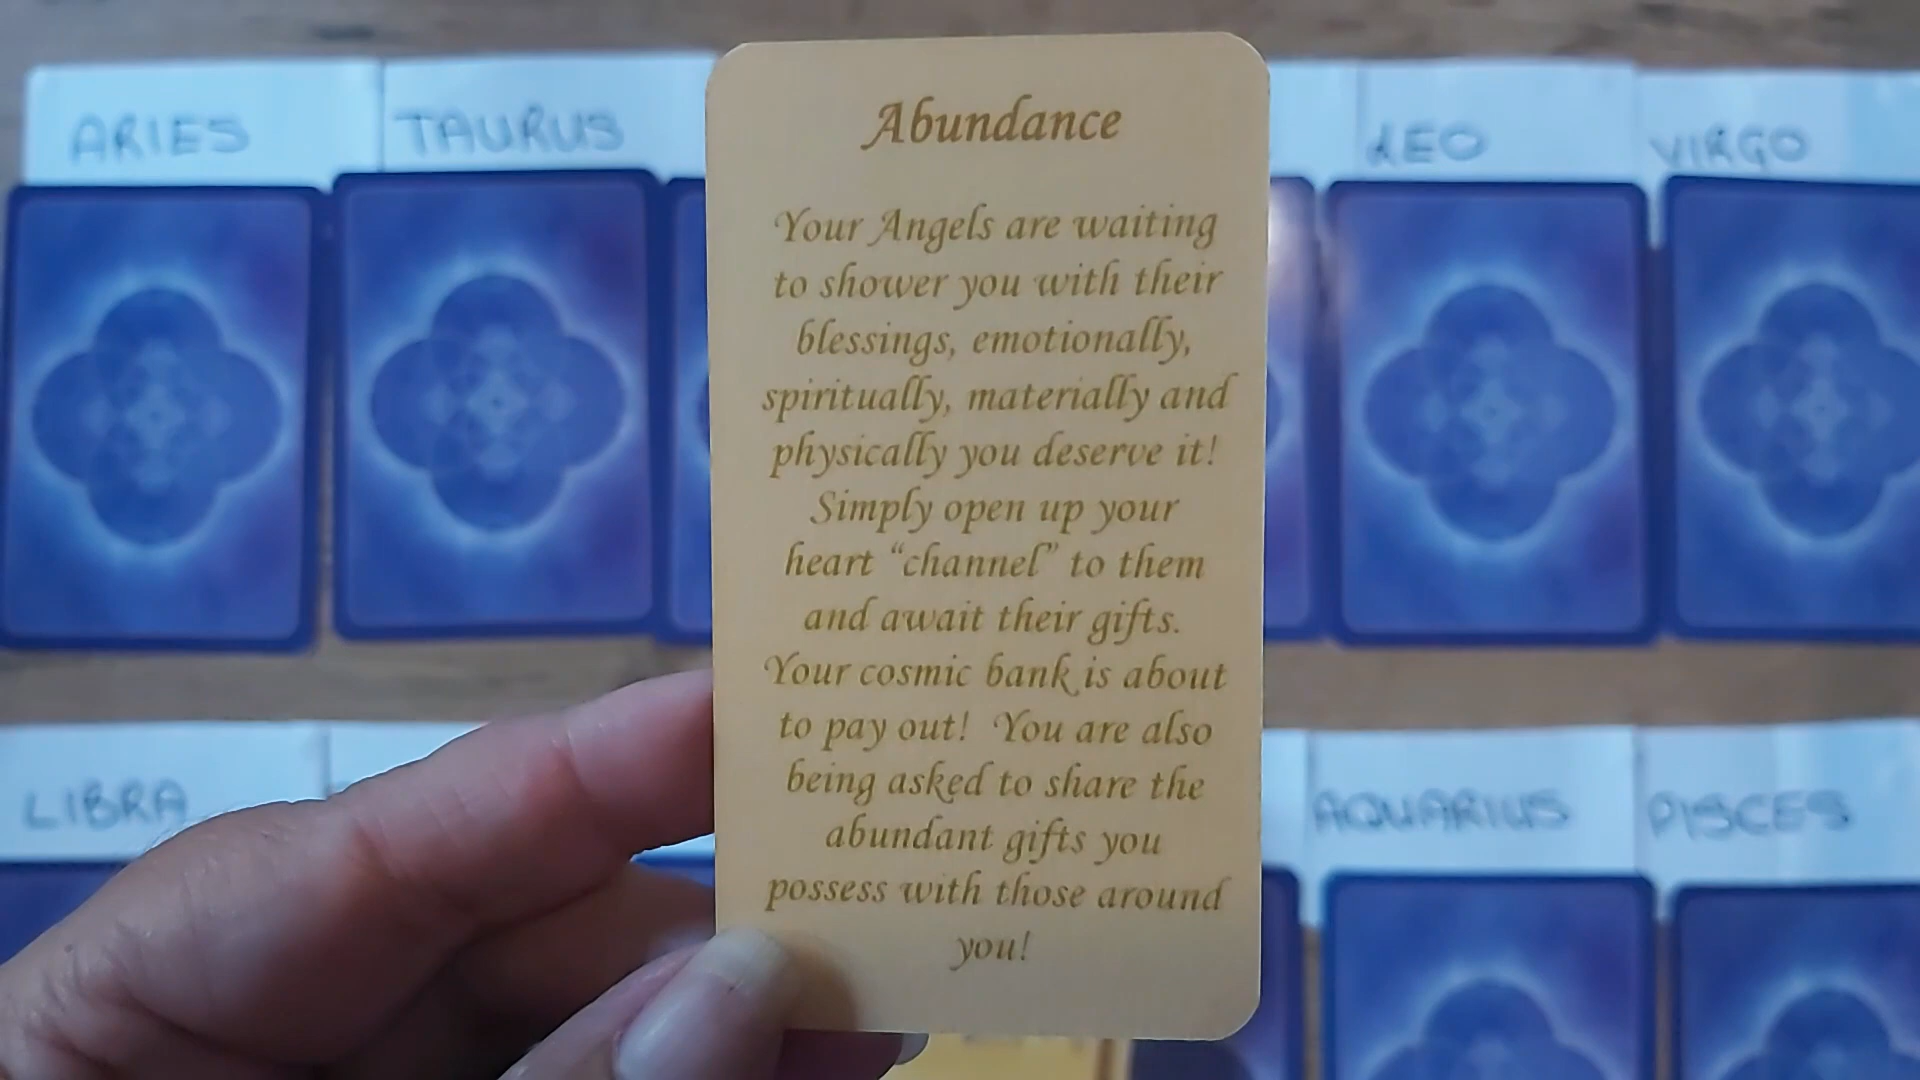 ARIES
TAURUS
LEO
VIRGO
Abundance
Your Angels are waiting
to shower you with their
blessings, emotionally,
spiritually, materially and
physically you deserve it!
Simply open up your
heart “channel” to them
and await their gifts.
Your cosmic bank is about
to pay out! You are also
being asked to share the
abundant gifts you
possess with those around
you!
LIBRA
AQUARIUS
PISCES